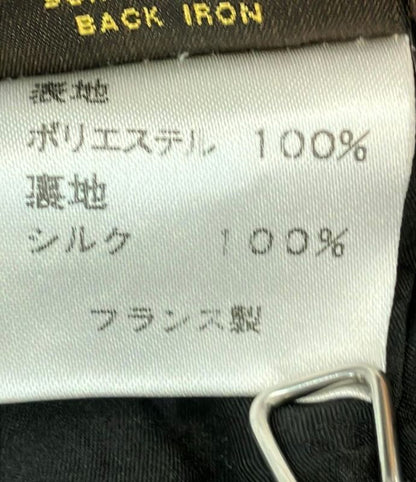 BACK IRON
表地
ポリエステル 100%
裏地
シルク 100%
フランス製